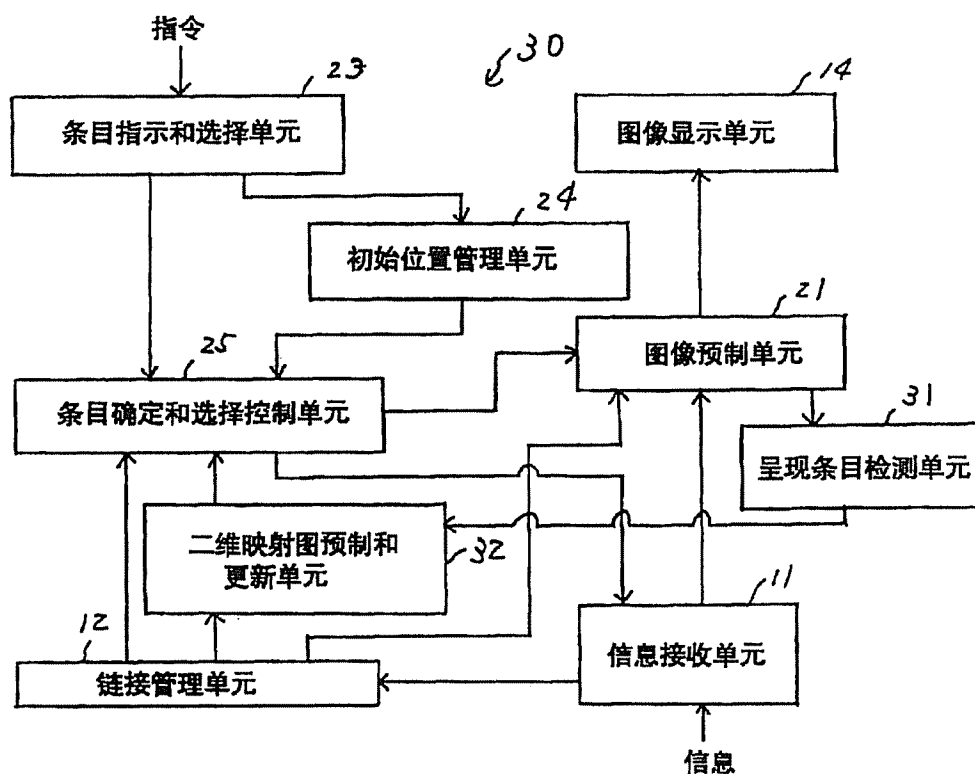 指令
30
23
条目指示和选择单元
14
图像显示单元
24
初始位置管理单元
21
图像预制单元
25
条目确定和选择控制单元
31
呈现条目检测单元
二维映射图预制和
更新单元
32
11
信息接收单元
12
链接管理单元
信息